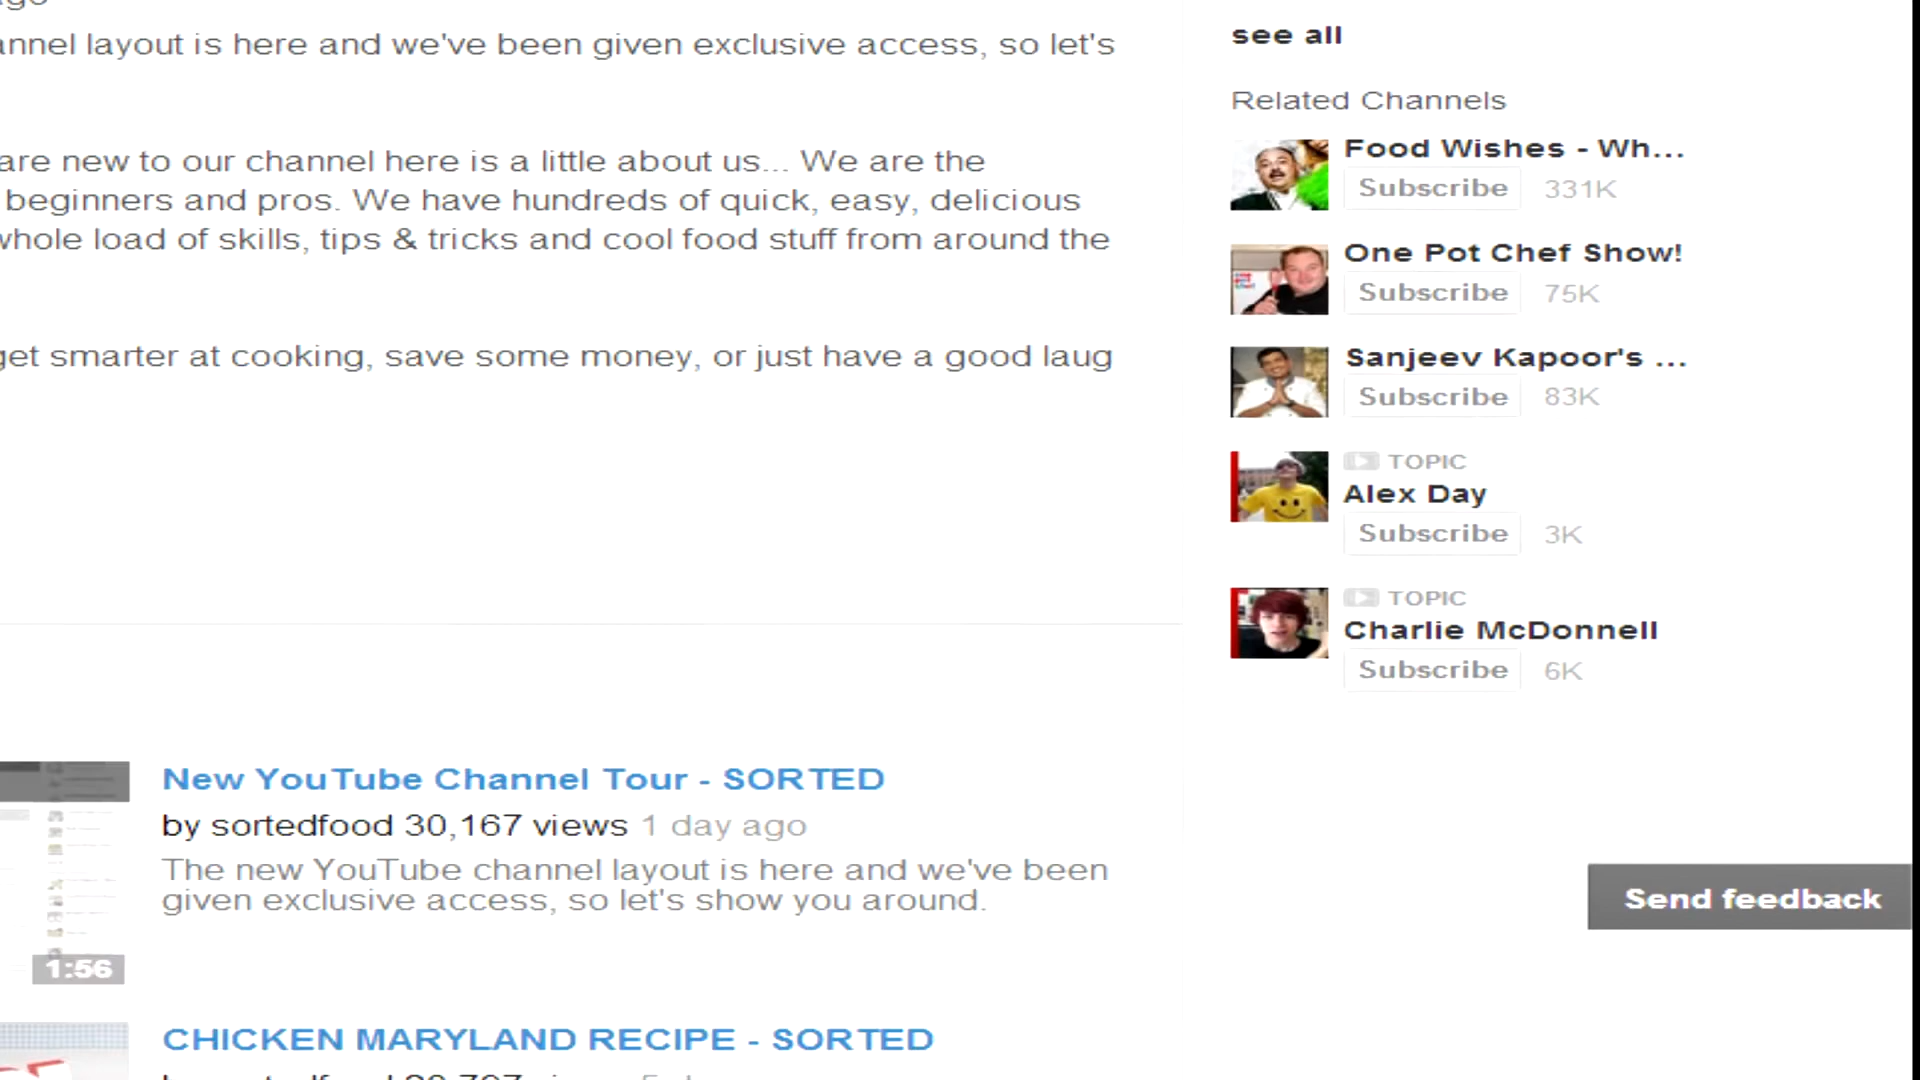 annel layout is here and we've been given exclusive access, so let's
are new to our channel here is a little about us... We are the
beginners and pros. We have hundreds of quick, easy, delicious
whole load of skills, tips & tricks and cool food stuff from around the
get smarter at cooking, save some money, or just have a good laug
New YouTube Channel Tour - SORTED
by sortedfood 30,167 views 1 day ago
The new YouTube channel layout is here and we've been
given exclusive access, so let's show you around.
1:56
CHICKEN MARYLAND RECIPE - SORTED
see all
Related Channels
Food Wishes - Wh...
Subscribe 331K
One Pot Chef Show!
Subscribe 75K
Sanjeev Kapoor's ...
Subscribe 83K
TOPIC
Alex Day
Subscribe 3K
TOPIC
Charlie McDonnell
Subscribe 6K
Send feedback